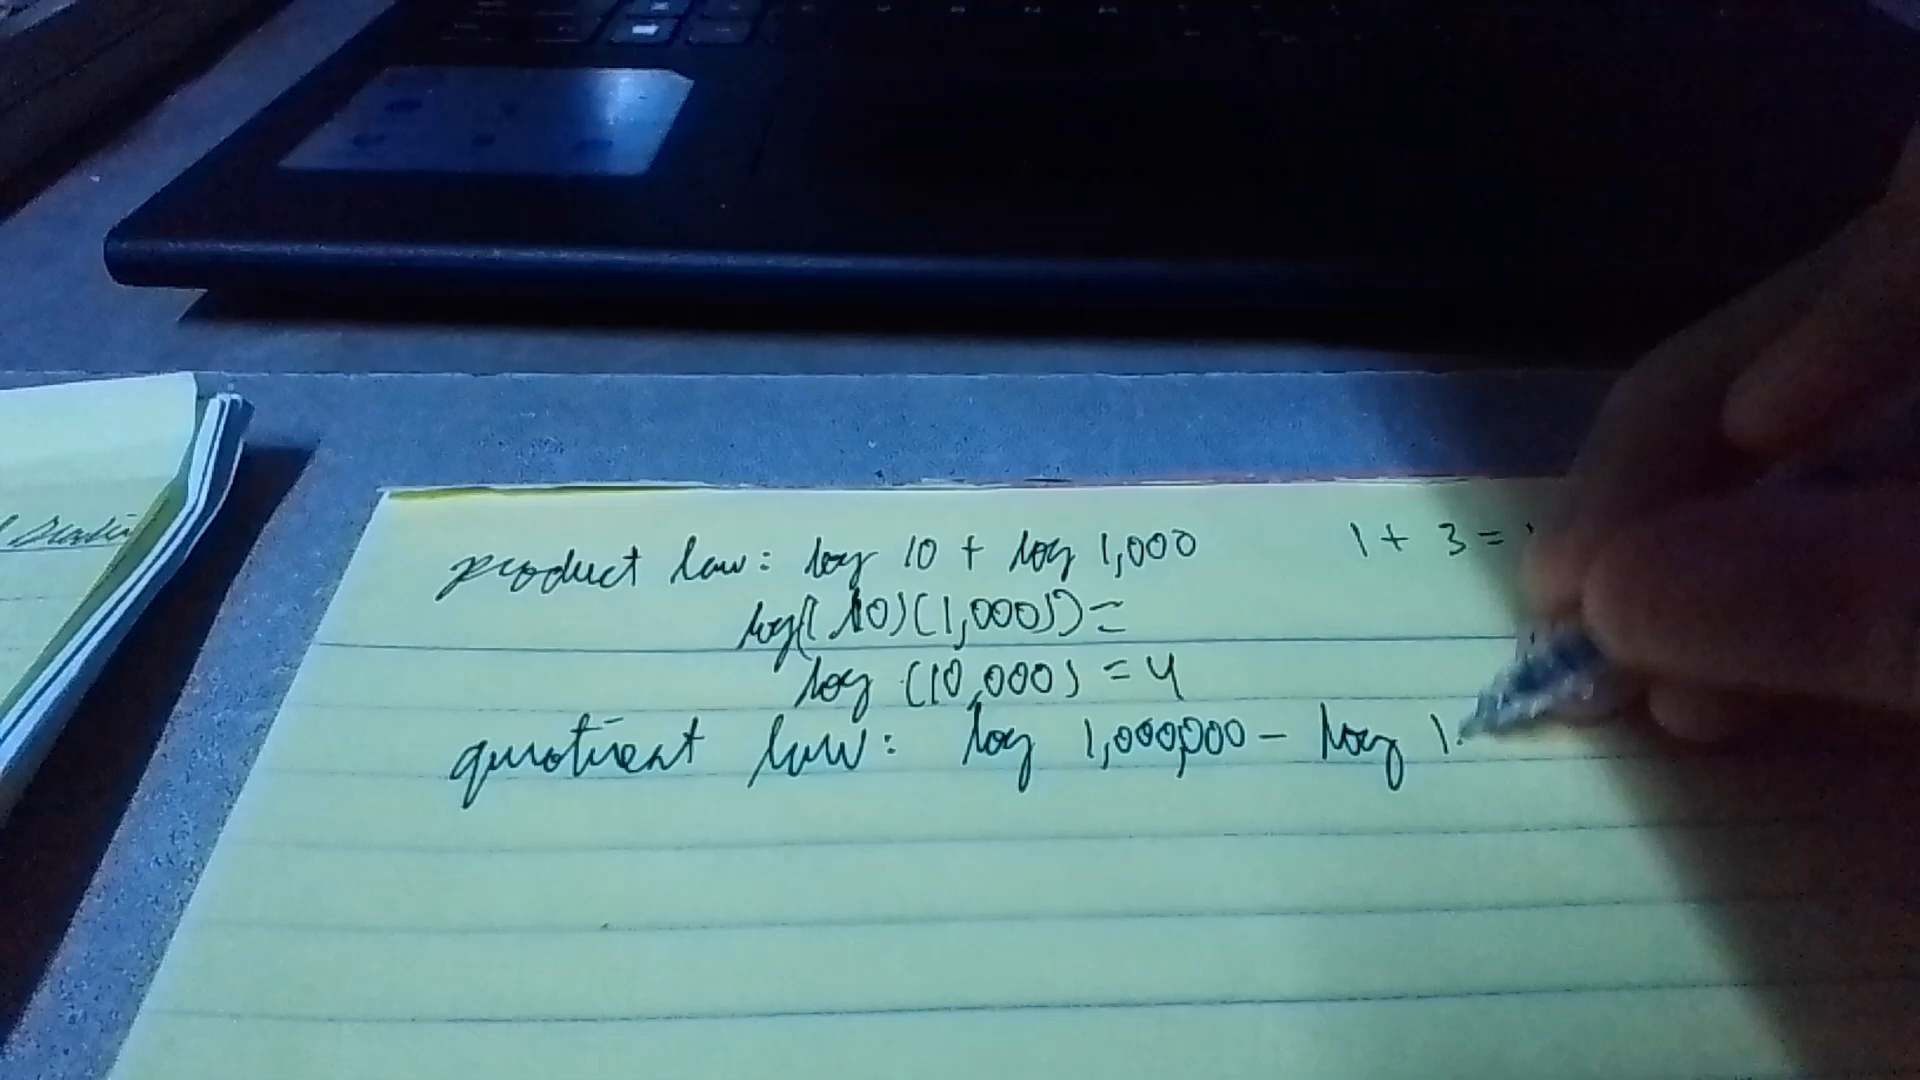 product law: log 10 + log 1,000 1 + 3 =
log((10)(1,000)) =
log (10,000) = 4
quotient law: log 1,000,000 - log 1